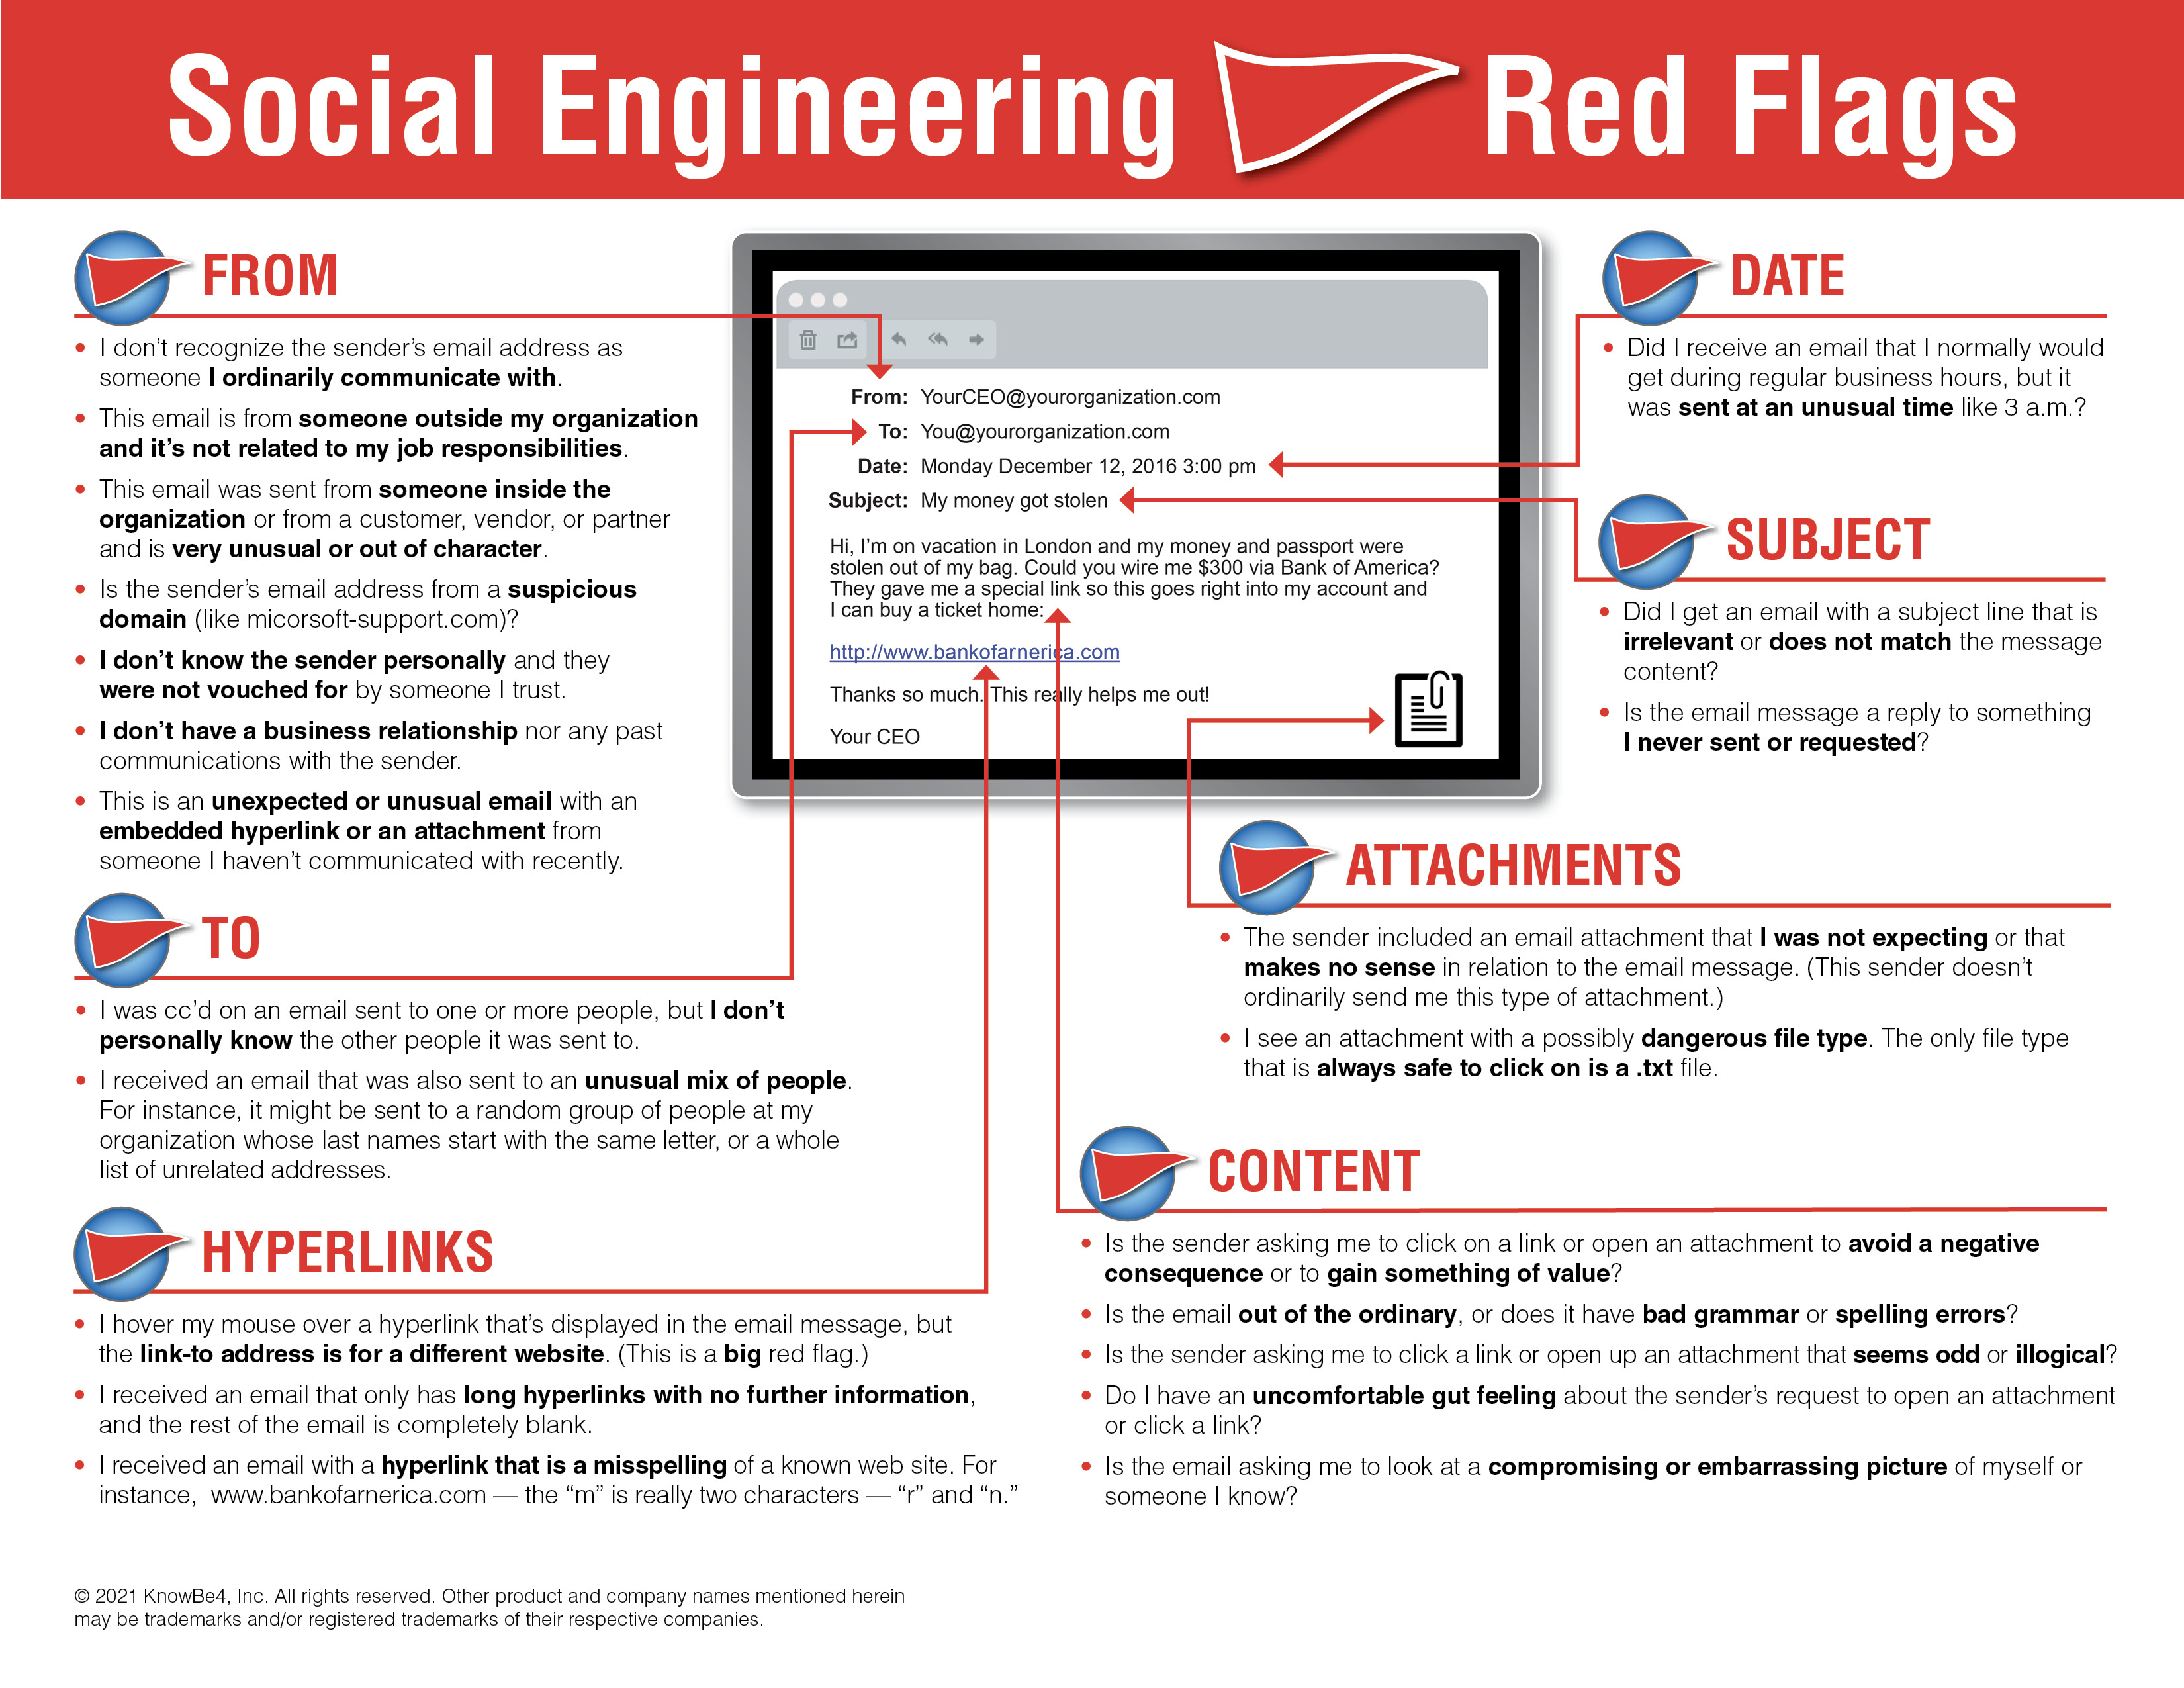 Social Engineering Red Flags
FROM
• I don’t recognize the sender’s email address as
someone I ordinarily communicate with.
• This email is from someone outside my organization
and it’s not related to my job responsibilities.
• This email was sent from someone inside the
organization or from a customer, vendor, or partner
and is very unusual or out of character.
• Is the sender’s email address from a suspicious
domain (like micorsoft-support.com)?
• I don’t know the sender personally and they
were not vouched for by someone I trust.
• I don’t have a business relationship nor any past
communications with the sender.
• This is an unexpected or unusual email with an
embedded hyperlink or an attachment from
someone I haven’t communicated with recently.
TO
• I was cc’d on an email sent to one or more people, but I don’t
personally know the other people it was sent to.
• I received an email that was also sent to an unusual mix of people.
For instance, it might be sent to a random group of people at my
organization whose last names start with the same letter, or a whole
list of unrelated addresses.
HYPERLINKS
• I hover my mouse over a hyperlink that’s displayed in the email message, but
the link-to address is for a different website. (This is a big red flag.)
• I received an email that only has long hyperlinks with no further information,
and the rest of the email is completely blank.
• I received an email with a hyperlink that is a misspelling of a known web site. For
instance, www.bankofarnerica.com — the “m” is really two characters — “r” and “n.”
From: YourCEO@yourorganization.com
To: You@yourorganization.com
Date: Monday December 12, 2016 3:00 pm
Subject: My money got stolen
Hi, I’m on vacation in London and my money and passport were
stolen out of my bag. Could you wire me $300 via Bank of America?
They gave me a special link so this goes right into my account and
I can buy a ticket home:
http://www.bankofarnerica.com
Thanks so much. This really helps me out!
Your CEO
DATE
• Did I receive an email that I normally would
get during regular business hours, but it
was sent at an unusual time like 3 a.m.?
SUBJECT
• Did I get an email with a subject line that is
irrelevant or does not match the message
content?
• Is the email message a reply to something
I never sent or requested?
ATTACHMENTS
• The sender included an email attachment that I was not expecting or that
makes no sense in relation to the email message. (This sender doesn’t
ordinarily send me this type of attachment.)
• I see an attachment with a possibly dangerous file type. The only file type
that is always safe to click on is a .txt file.
CONTENT
• Is the sender asking me to click on a link or open an attachment to avoid a negative
consequence or to gain something of value?
• Is the email out of the ordinary, or does it have bad grammar or spelling errors?
• Is the sender asking me to click a link or open up an attachment that seems odd or illogical?
• Do I have an uncomfortable gut feeling about the sender’s request to open an attachment
or click a link?
• Is the email asking me to look at a compromising or embarrassing picture of myself or
someone I know?
© 2021 KnowBe4, Inc. All rights reserved. Other product and company names mentioned herein
may be trademarks and/or registered trademarks of their respective companies.